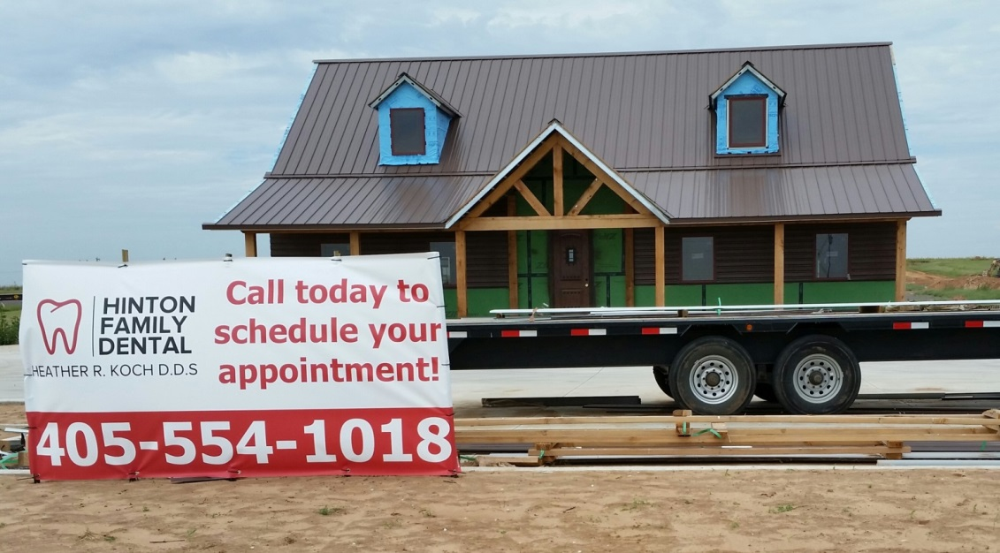 HINTON
FAMILY
DENTAL
HEATHER R. KOCH D.D.S
Call today to
schedule your
appointment!
405-554-1018